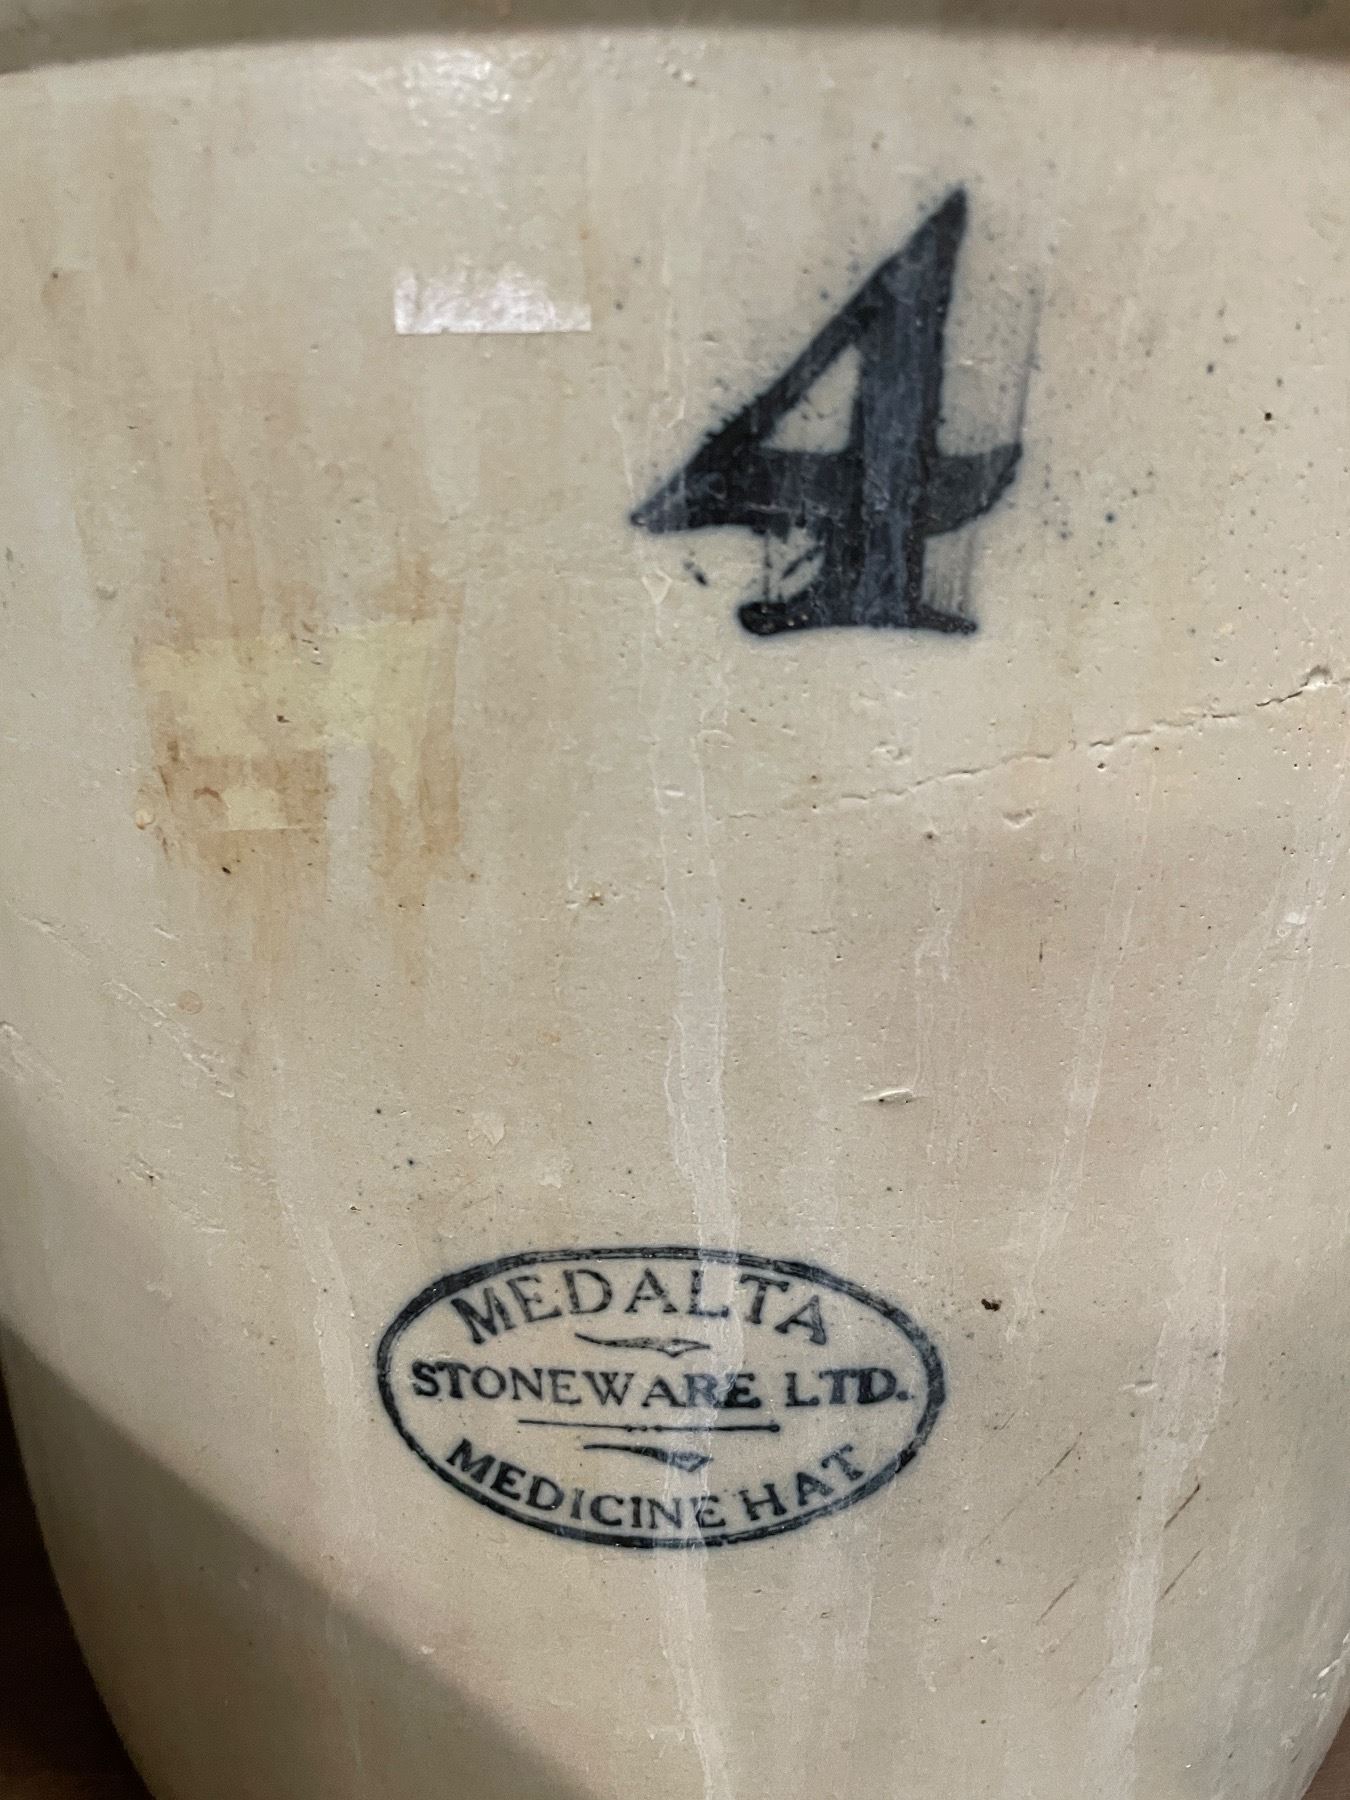 4
MEDALTA
STONEWARE LTD.
MEDICINE HAT